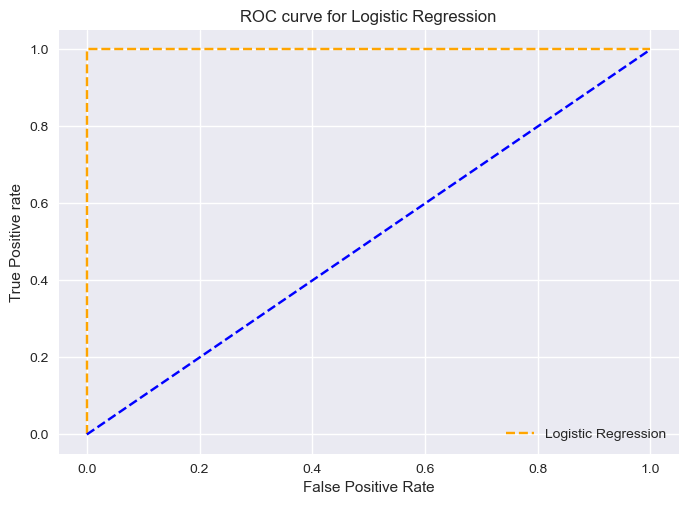 ROC curve for Logistic Regression
True Positive rate
1.0
0.8
0.6
0.4
0.2
0.0
Logistic Regression
0.0 0.2 0.4 0.6 0.8 1.0
False Positive Rate